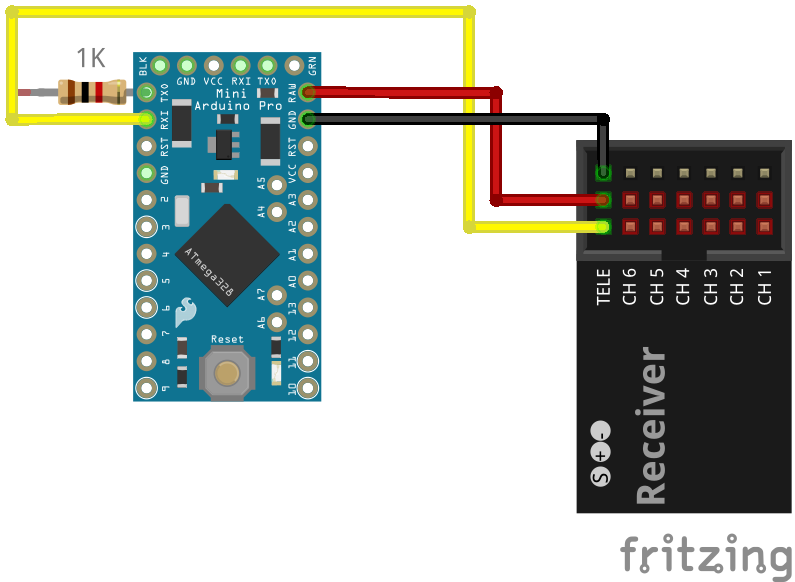 1K
BLK
GND
VCC
RXI
TXO
GRN
Mini
Arduino Pro
TXO
RXI
RST
GND
2
3
4
5
6
7
8
9
RAW
GND
RST
VCC
A3
A2
A1
A0
13
12
11
10
A5
A4
A7
A6
ATmega328
Reset
TELE
CH 6
CH 5
CH 4
CH 3
CH 2
CH 1
S + -
Receiver
fritzing